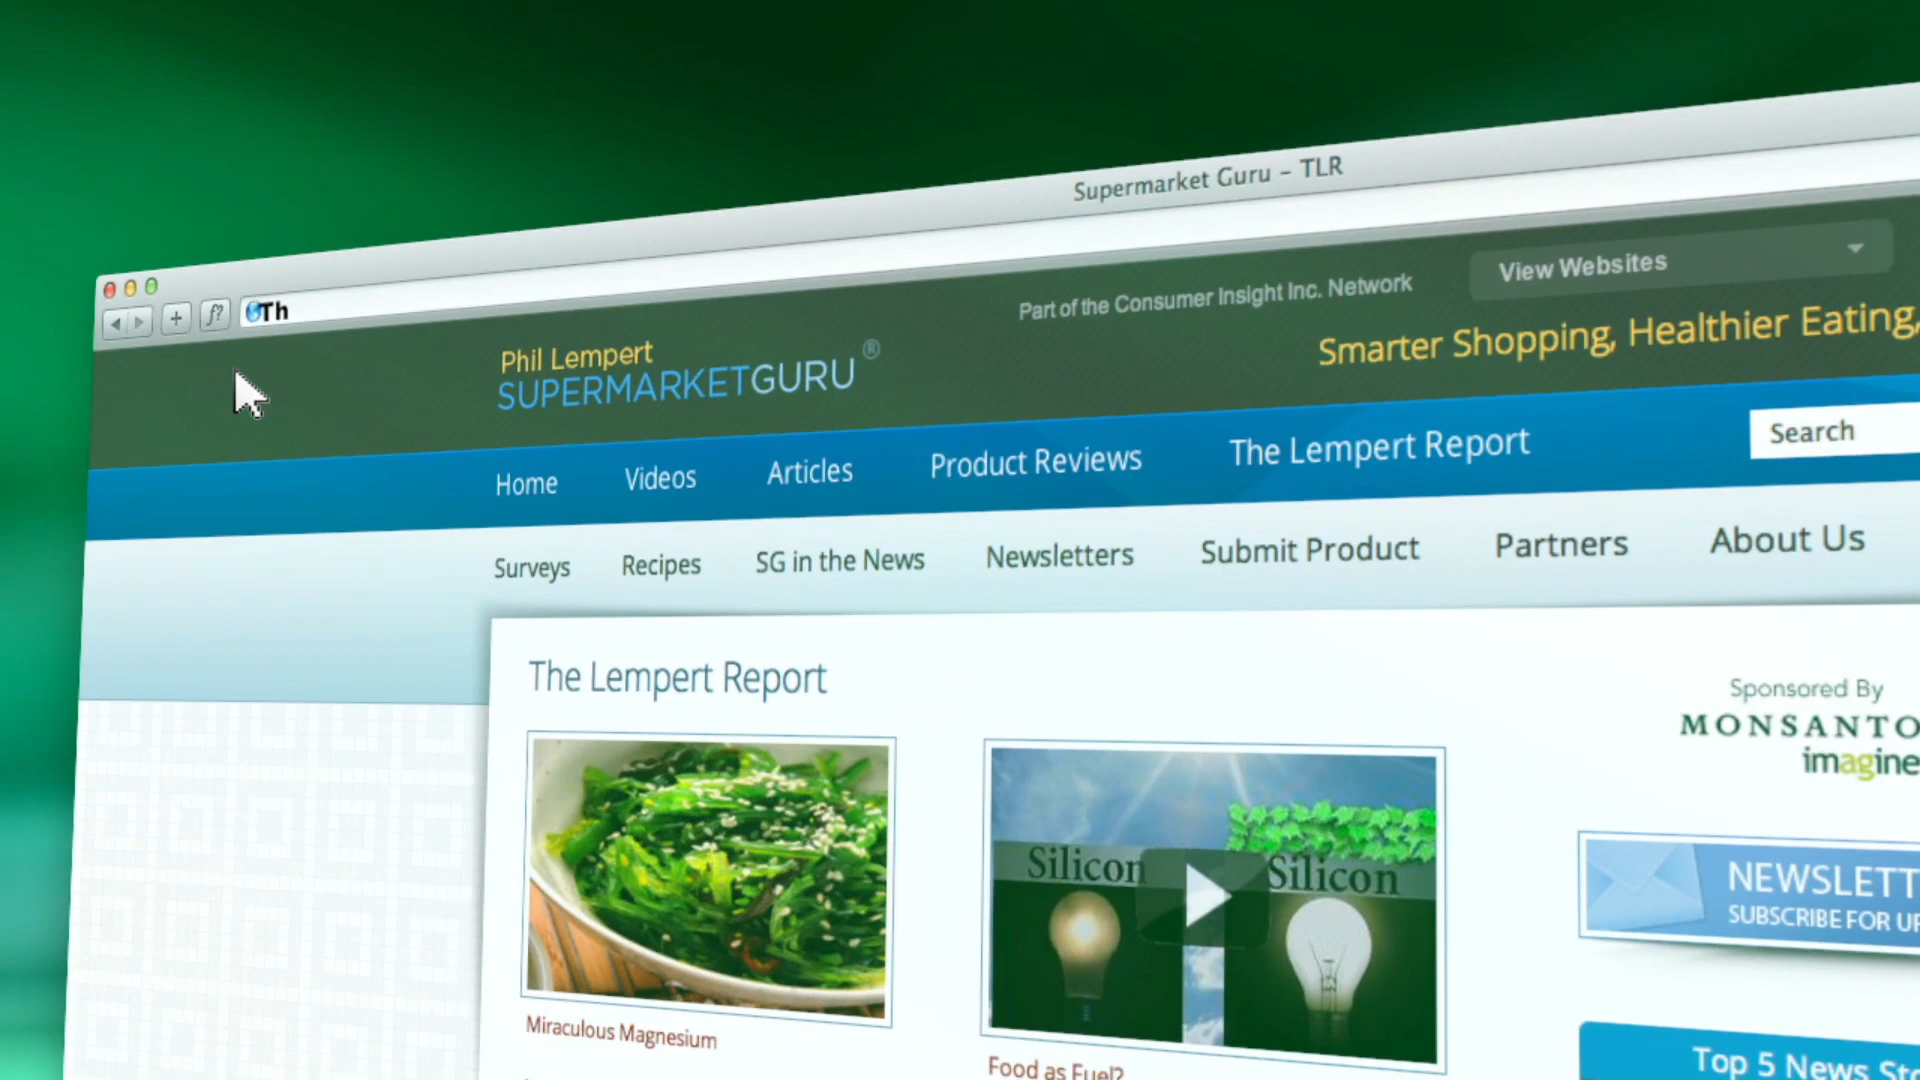 Supermarket Guru – TLR
f?
Th
Part of the Consumer Insight Inc. Network
View Websites
Phil Lempert
SUPERMARKETGURU®
Smarter Shopping, Healthier Eating,
Home Videos Articles Product Reviews The Lempert Report
Search
Surveys Recipes SG in the News Newsletters Submit Product Partners About Us
The Lempert Report
Sponsored By
MONSANTO
imagine
Silicon
Silicon
NEWSLETT
SUBSCRIBE FOR UP
Miraculous Magnesium
Food as Fuel?
Top 5 News Sto